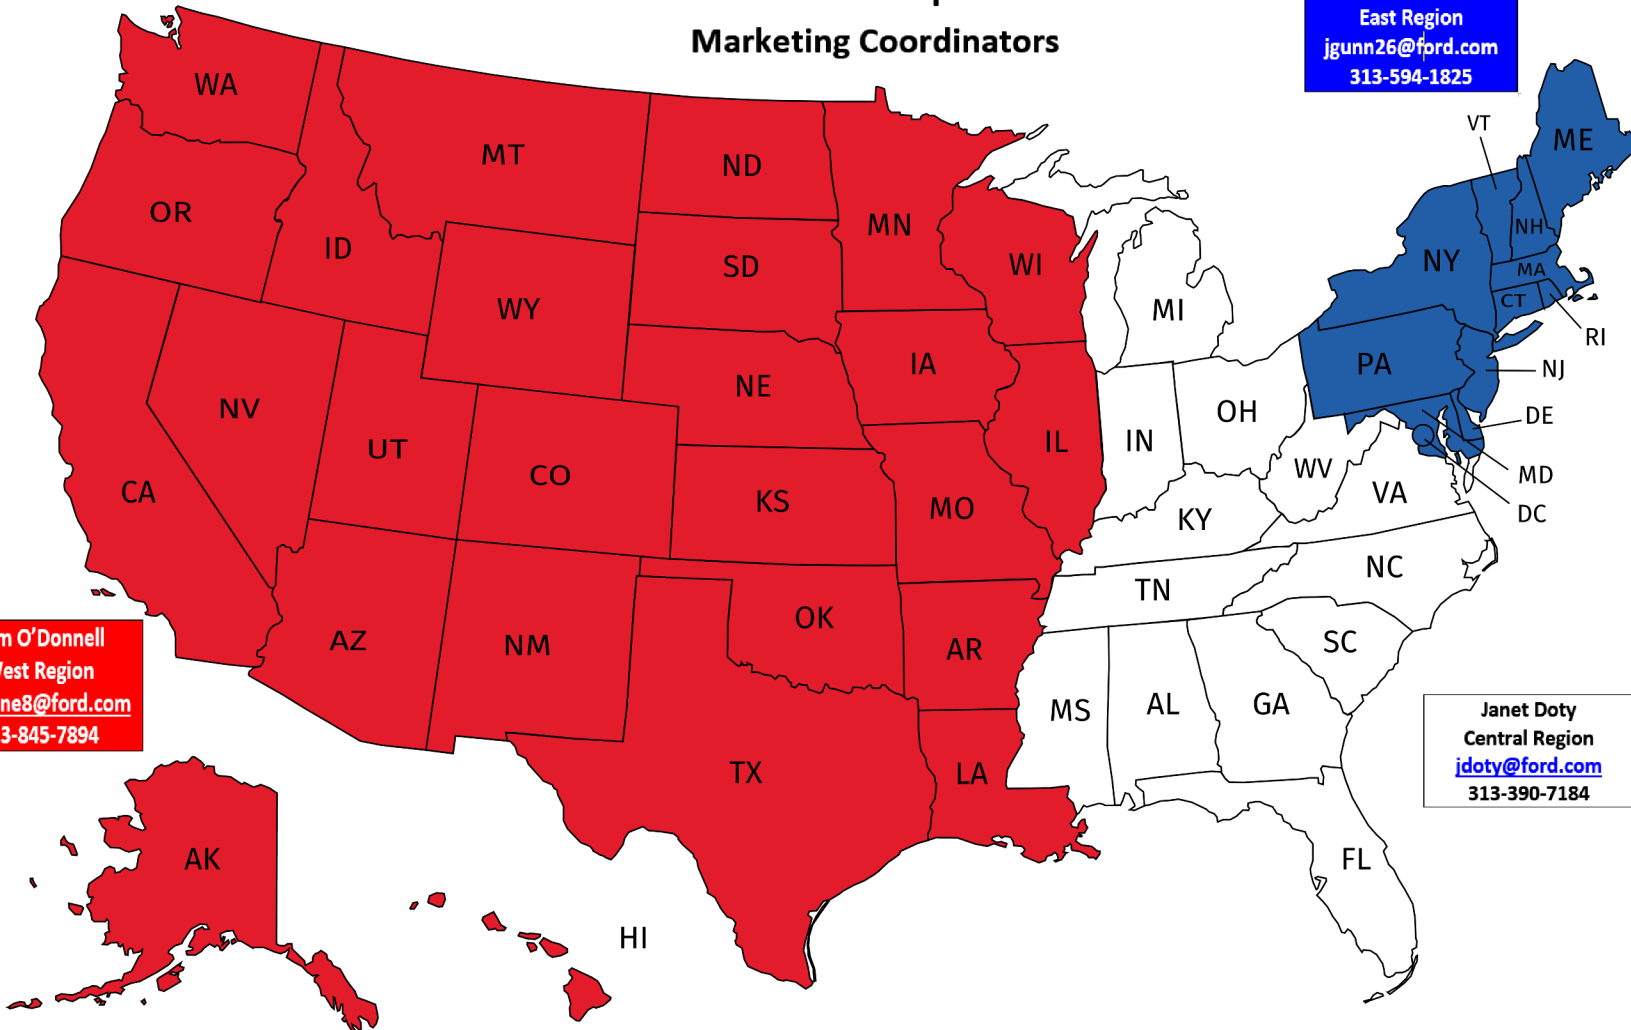 Marketing Coordinators
East Region
jgunn26@ford.com
313-594-1825
WA
MT
ND
MN
OR
ID
SD
WI
WY
MI
VT
ME
NH
NY
MA
CT
RI
IA
PA
NJ
NE
NV
OH
DE
UT
IL
IN
CO
WV
MD
CA
KS
MO
VA
DC
KY
NC
TN
OK
AZ
NM
AR
SC
O'Donnell
Region
ne8@ford.com
3-845-7894
MS
AL
GA
Janet Doty
Central Region
jdoty@ford.com
313-390-7184
TX
LA
AK
FL
HI